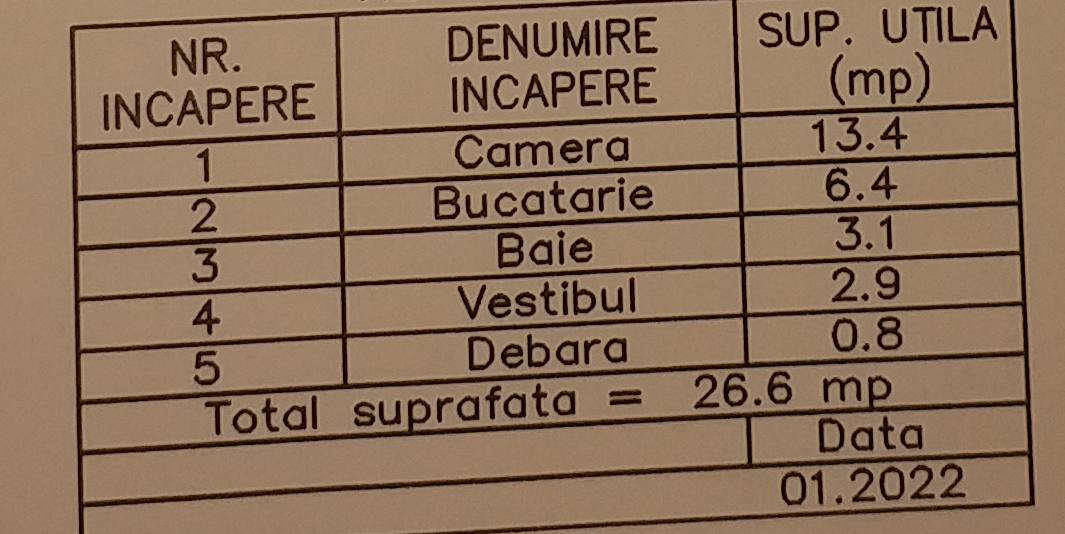 NR. INCAPERE DENUMIRE INCAPERE SUP. UTILA (mp)
1 Camera 13.4
2 Bucatarie 6.4
3 Baie 3.1
4 Vestibul 2.9
5 Debara 0.8
Total suprafata = 26.6 mp
Data
01.2022